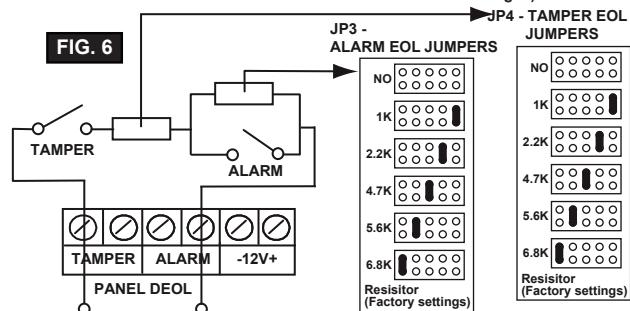 JP4 - TAMPER EOL
JUMPERS
JP3 -
ALARM EOL JUMPERS
FIG. 6
TAMPER
ALARM
TAMPER ALARM -12V+
PANEL DEOL
NO
1K
2.2K
4.7K
5.6K
6.8K
Resisitor
(Factory settings)
NO
1K
2.2K
4.7K
5.6K
6.8K
Resisitor
(Factory settings)